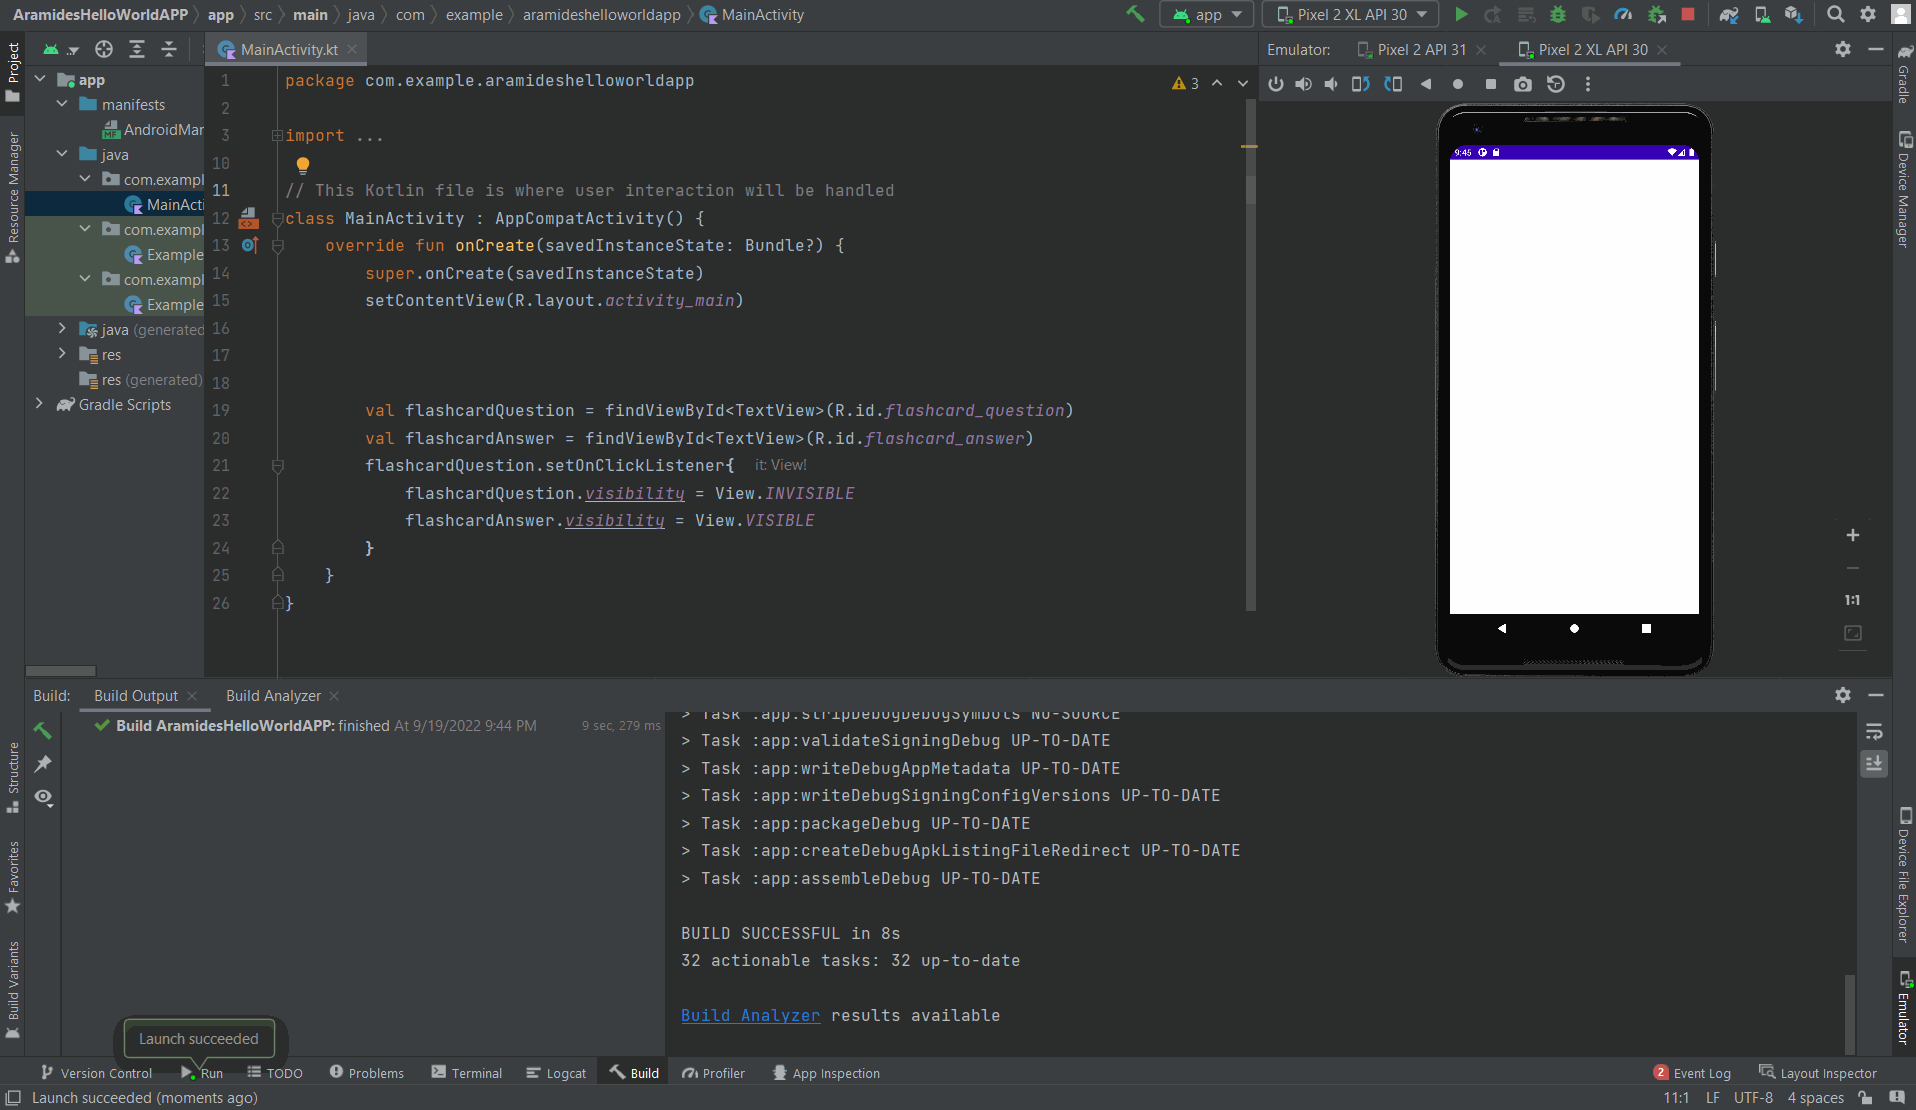 AramidesHelloWorldAPP app src main java com example aramideshelloworldapp MainActivity
app
Pixel 2 XL API 30
Project
Resource Manager
Structure
Favorites
Build Variants
app
manifests
AndroidMar
java
com.exampl
MainActi
com.exampl
Example
com.exampl
Example
java (generated
res
res (generated)
Gradle Scripts
MainActivity.kt
3
1 package com.example.aramideshelloworldapp
2
3 import ...
10
11 // This Kotlin file is where user interaction will be handled
12 class MainActivity : AppCompatActivity() {
13 override fun onCreate(savedInstanceState: Bundle?) {
14 super.onCreate(savedInstanceState)
15 setContentView(R.layout.activity_main)
16
17
18
19 val flashcardQuestion = findViewById<TextView>(R.id.flashcard_question)
20 val flashcardAnswer = findViewById<TextView>(R.id.flashcard_answer)
21 flashcardQuestion.setOnClickListener{ it: View!
22 flashcardQuestion.visibility = View.INVISIBLE
23 flashcardAnswer.visibility = View.VISIBLE
24 }
25 }
26 }
Emulator: Pixel 2 API 31 Pixel 2 XL API 30
9:45
1:1
Gradle
Device Manager
Device File Explorer
Emulator
Build: Build Output Build Analyzer
Build AramidesHelloWorldAPP: finished At 9/19/2022 9:44 PM 9 sec, 279 ms
> Task :app:stripDebugDebugSymbols NO-SOURCE
> Task :app:validateSigningDebug UP-TO-DATE
> Task :app:writeDebugAppMetadata UP-TO-DATE
> Task :app:writeDebugSigningConfigVersions UP-TO-DATE
> Task :app:packageDebug UP-TO-DATE
> Task :app:createDebugApkListingFileRedirect UP-TO-DATE
> Task :app:assembleDebug UP-TO-DATE
BUILD SUCCESSFUL in 8s
32 actionable tasks: 32 up-to-date
Build Analyzer results available
Launch succeeded
Version Control Run TODO Problems Terminal Logcat Build Profiler App Inspection 2 Event Log Layout Inspector
Launch succeeded (moments ago) 11:1 LF UTF-8 4 spaces